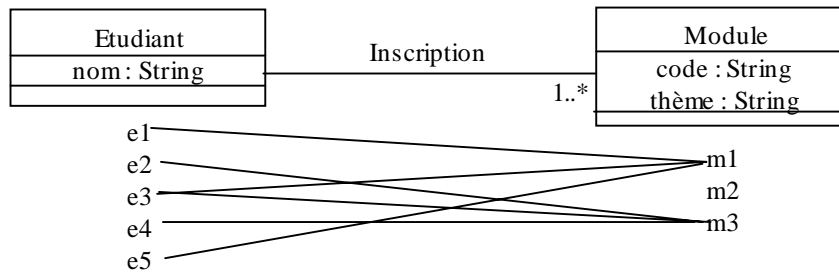 Etudiant
nom : String
Inscription
1..*
Module
code : String
thème : String
e1
e2
e3
e4
e5
m1
m2
m3